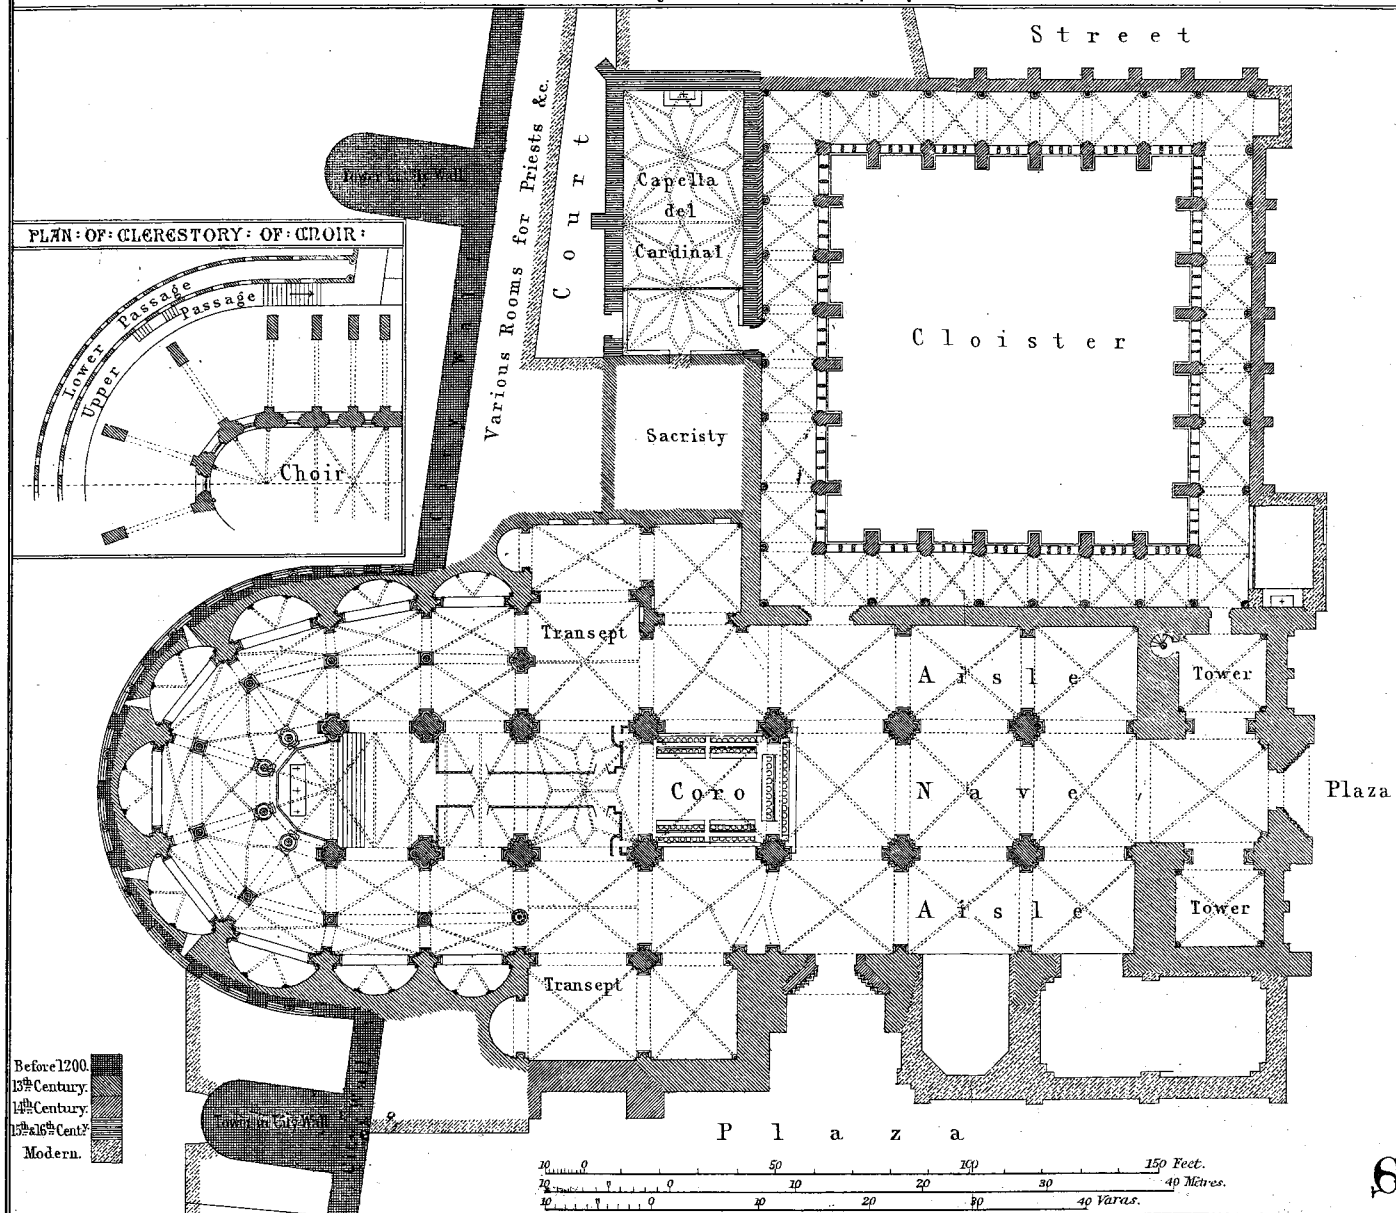 Street
Various Rooms for Priests &c.
Court
Tower in City Wall
Capella
del
Cardinal
PLAN : OF : CLERESTORY : OF : CHOIR :
Lower Passage
Upper Passage
Choir
Cloister
Sacristy
Transept
Aisle
Tower
Coro
Nave
Plaza
Aisle
Tower
Transept
Before 1200.
13th Century.
14th Century.
15th & 16th Centy.
Modern.
Tower in City Wall
City Wall
Plaza
10 0 50 100 150 Feet.
10 0 10 20 30 40 Mètres.
10 0 10 20 30 40 Varas.